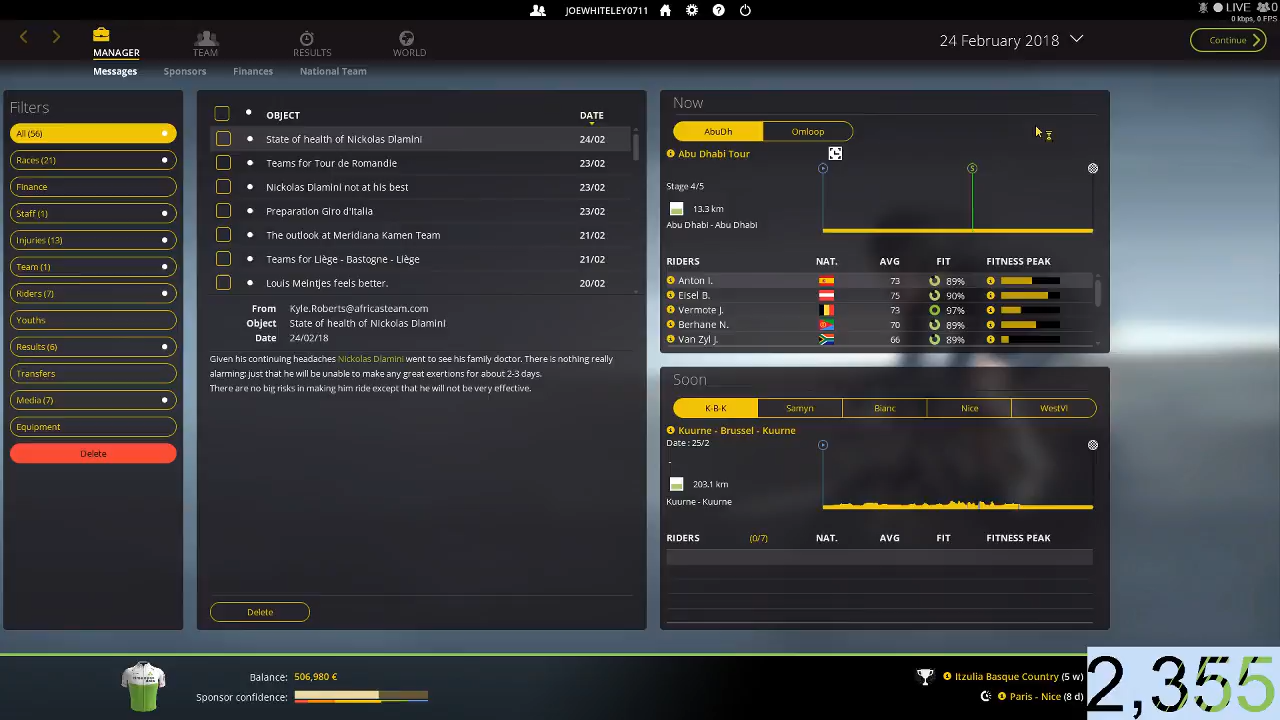 JOEWHITELEY0711
LIVE 0
0 kbps, 0 FPS
MANAGER
TEAM
RESULTS
WORLD
24 February 2018
Continue
Messages
Sponsors
Finances
National Team
Filters
All (56)
Races (21)
Finance
Staff (1)
Injuries (13)
Team (1)
Riders (7)
Youths
Results (6)
Transfers
Media (7)
Equipment
Delete
OBJECT DATE
State of health of Nickolas Dlamini 24/02
Teams for Tour de Romandie 23/02
Nickolas Dlamini not at his best 23/02
Preparation Giro d'Italia 23/02
The outlook at Meridiana Kamen Team 21/02
Teams for Liège - Bastogne - Liège 21/02
Louis Meintjes feels better. 20/02
From Kyle.Roberts@africasteam.com
Object State of health of Nickolas Dlamini
Date 24/02/18
Given his continuing headaches Nickolas Dlamini went to see his family doctor. There is nothing really
alarming; just that he will be unable to make any great exertions for about 2-3 days.
There are no big risks in making him ride except that he will not be very effective.
Delete
Now
AbuDh Omloop
Abu Dhabi Tour
S
Stage 4/5
13.3 km
Abu Dhabi - Abu Dhabi
RIDERS NAT. AVG FIT FITNESS PEAK
Anton I. 73 89%
Eisel B. 75 90%
Vermote J. 73 97%
Berhane N. 70 89%
Van Zyl J. 66 89%
Soon
K-B-K Samyn Bianc Nice WestVl
Kuurne - Brussel - Kuurne
Date : 25/2
-
203.1 km
Kuurne - Kuurne
RIDERS (0/7) NAT. AVG FIT FITNESS PEAK
Balance: 506,980 €
Sponsor confidence:
Itzulia Basque Country (5 w)
Paris - Nice (8 d)
2,355